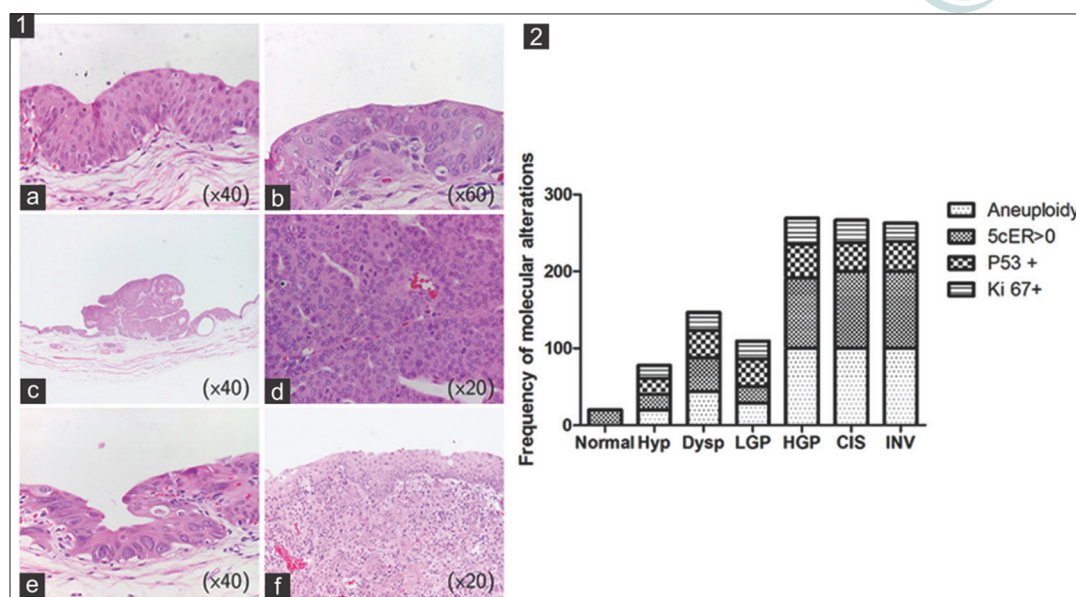 1
a
(x40)
b
(x60)
c
(x40)
d
(x20)
e
(x40)
f
(x20)
2
Frequency of molecular alterations
300
200
100
0
Normal Hyp Dysp LGP HGP CIS INV
Aneuploidy
5cER>0
P53 +
Ki 67+